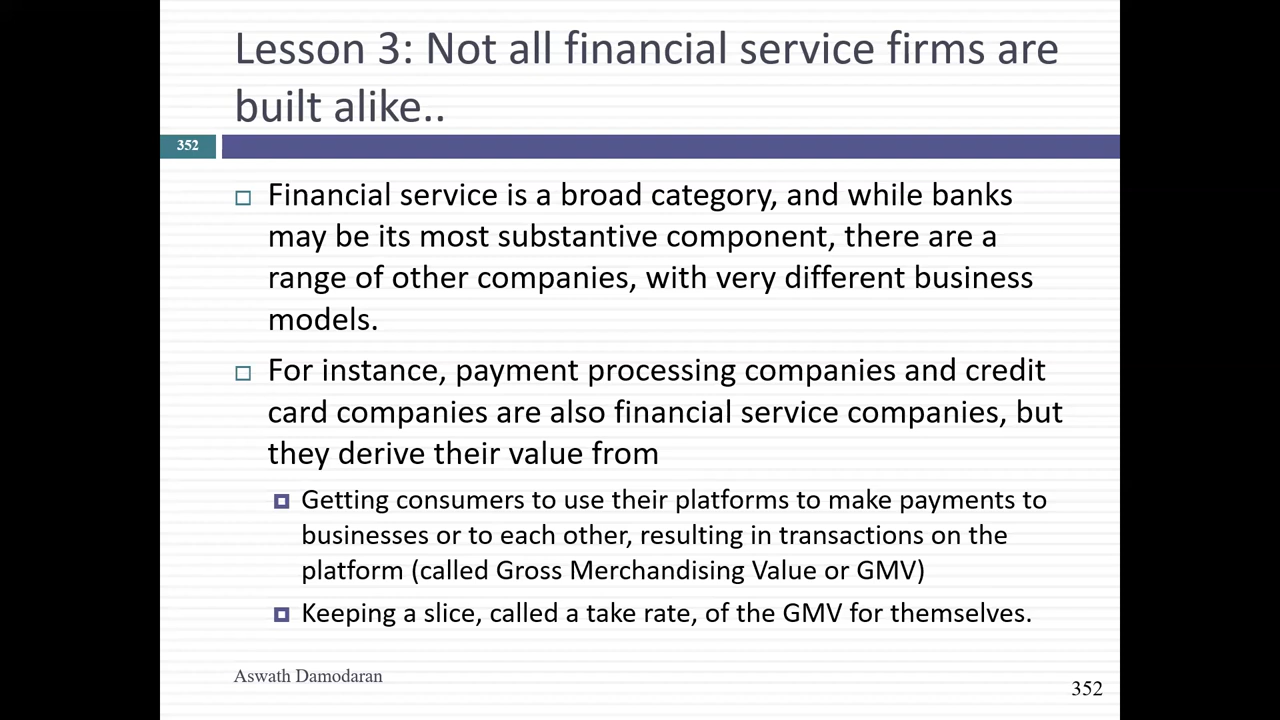 Lesson 3: Not all financial service firms are
built alike..
352
Financial service is a broad category, and while banks
may be its most substantive component, there are a
range of other companies, with very different business
models.
For instance, payment processing companies and credit
card companies are also financial service companies, but
they derive their value from
Getting consumers to use their platforms to make payments to
businesses or to each other, resulting in transactions on the
platform (called Gross Merchandising Value or GMV)
Keeping a slice, called a take rate, of the GMV for themselves.
Aswath Damodaran
352